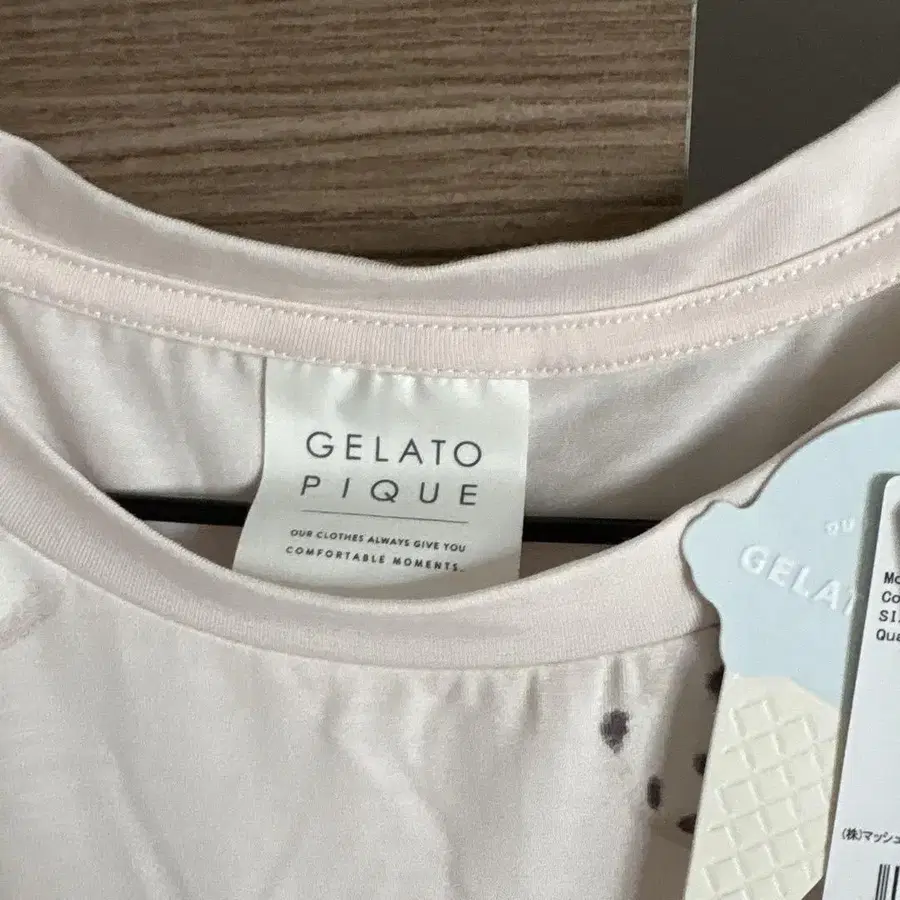 GELATO
PIQUE
OUR CLOTHES ALWAYS GIVE YOU
COMFORTABLE MOMENTS...
GELAT
(株)マッシュ